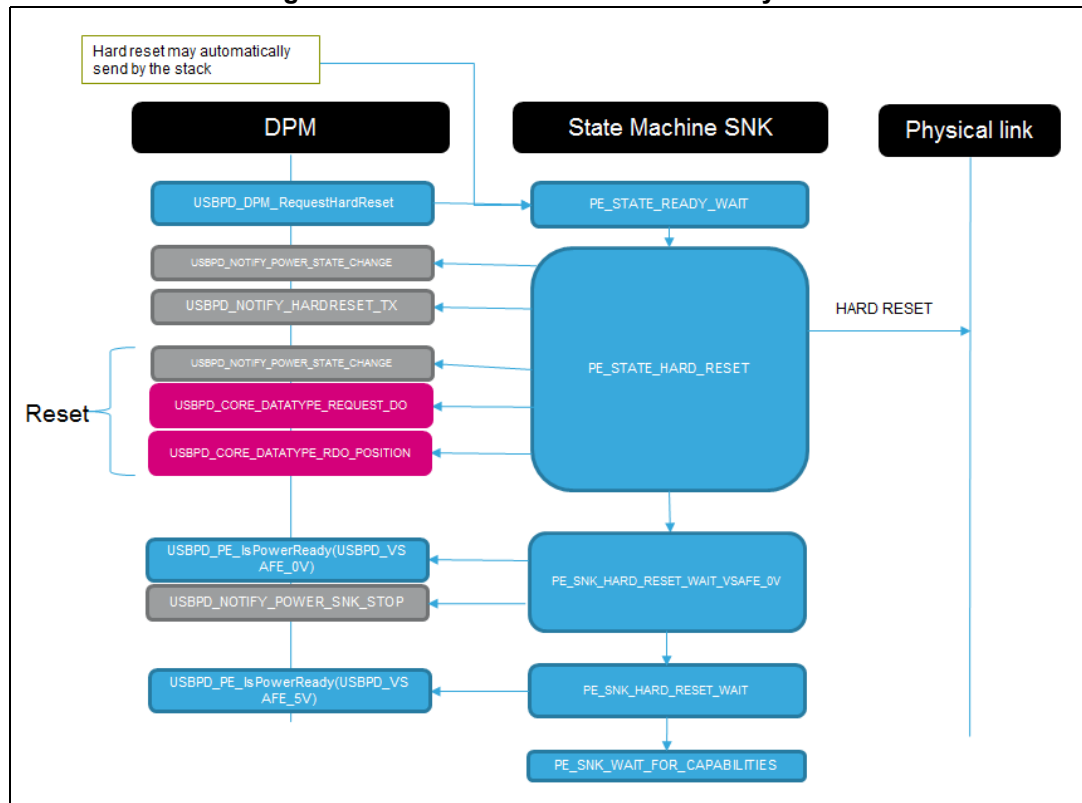 Hard reset may automatically
send by the stack
DPM
State Machine SNK
Physical link
USBPD_DPM_RequestHardReset
PE_STATE_READY_WAIT
USBPD_NOTIFY_POWER_STATE_CHANGE
USBPD_NOTIFY_HARDRESET_TX
HARD RESET
USBPD_NOTIFY_POWER_STATE_CHANGE
PE_STATE_HARD_RESET
Reset
USBPD_CORE_DATATYPE_REQUEST_DO
USBPD_CORE_DATATYPE_RDO_POSITION
USBPD_PE_IsPowerReady(USBPD_VS
AFE_0V)
PE_SNK_HARD_RESET_WAIT_VSAFE_0V
USBPD_NOTIFY_POWER_SNK_STOP
USBPD_PE_IsPowerReady(USBPD_VS
AFE_5V)
PE_SNK_HARD_RESET_WAIT
PE_SNK_WAIT_FOR_CAPABILITIES